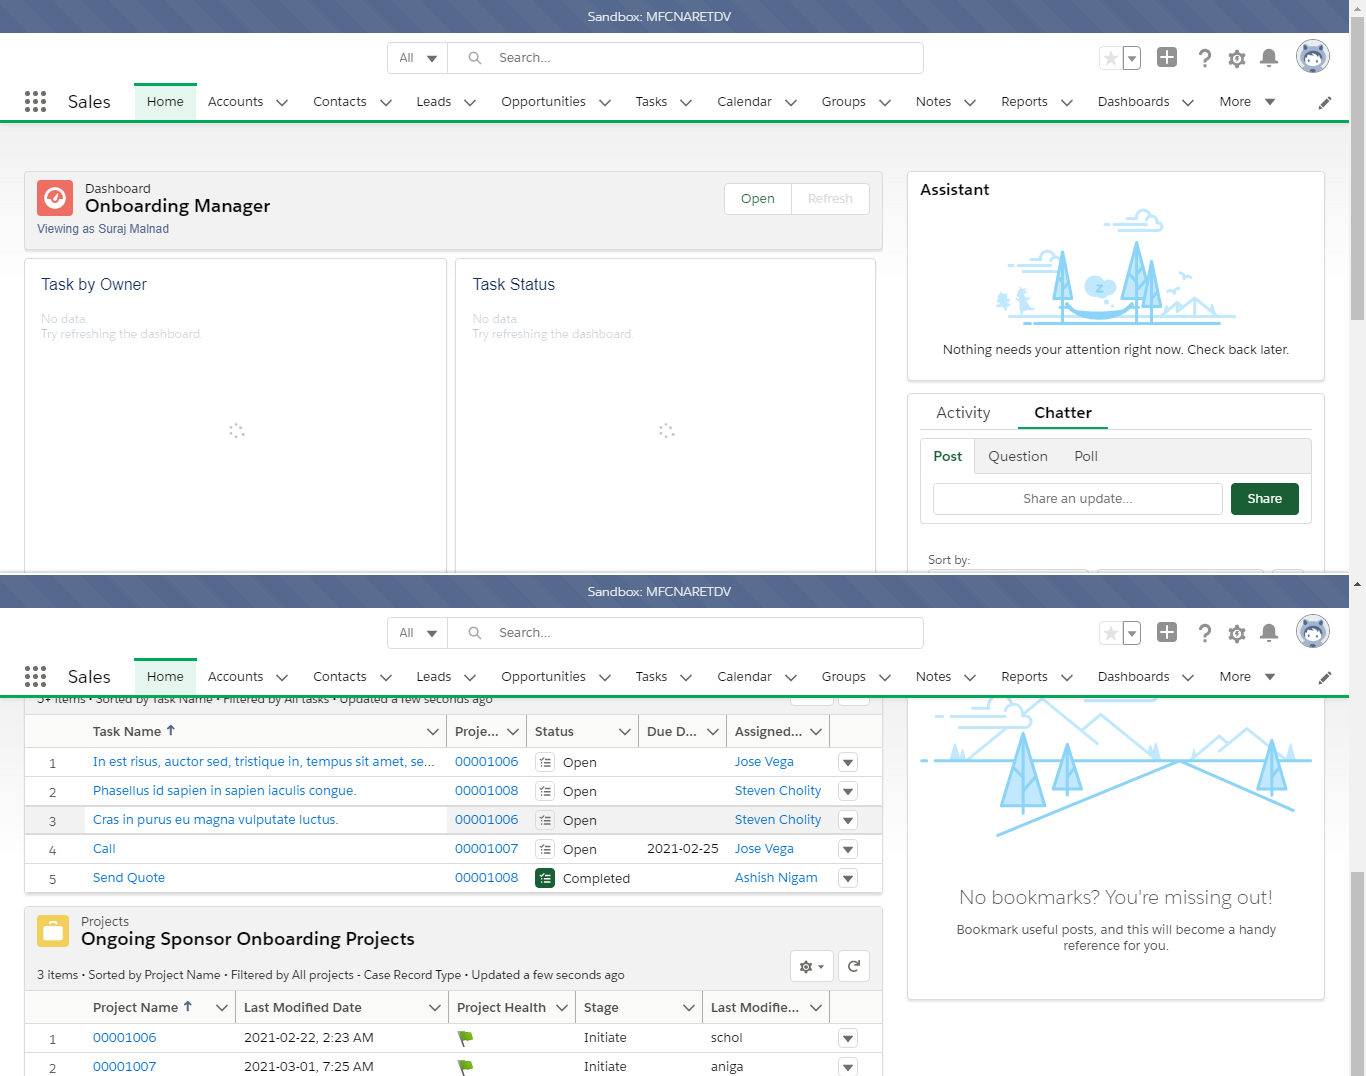 Sandbox: MFCNARETDV
All Search...
Sales Home Accounts Contacts Leads Opportunities Tasks Calendar Groups Notes Reports Dashboards More
Dashboard
Onboarding Manager
Viewing as Suraj Malnad
Open Refresh
Task by Owner
No data.
Try refreshing the dashboard.
Task Status
No data.
Try refreshing the dashboard.
Assistant
z
Nothing needs your attention right now. Check back later.
Activity Chatter
Post Question Poll
Share an update... Share
Sort by:
Sandbox: MFCNARETDV
All Search...
Sales Home Accounts Contacts Leads Opportunities Tasks Calendar Groups Notes Reports Dashboards More
5+ items • Sorted by Task Name • Filtered by All tasks • Updated a few seconds ago
Task Name Proje... Status Due D... Assigned...
1 In est risus, auctor sed, tristique in, tempus sit amet, se... 00001006 Open Jose Vega
2 Phasellus id sapien in sapien iaculis congue. 00001008 Open Steven Cholity
3 Cras in purus eu magna vulputate luctus. 00001006 Open Steven Cholity
4 Call 00001007 Open 2021-02-25 Jose Vega
5 Send Quote 00001008 Completed Ashish Nigam
Projects
Ongoing Sponsor Onboarding Projects
3 items • Sorted by Project Name • Filtered by All projects - Case Record Type • Updated a few seconds ago
Project Name Last Modified Date Project Health Stage Last Modifie...
1 00001006 2021-02-22, 2:23 AM Initiate schol
2 00001007 2021-03-01, 7:25 AM Initiate aniga
No bookmarks? You're missing out!
Bookmark useful posts, and this will become a handy
reference for you.